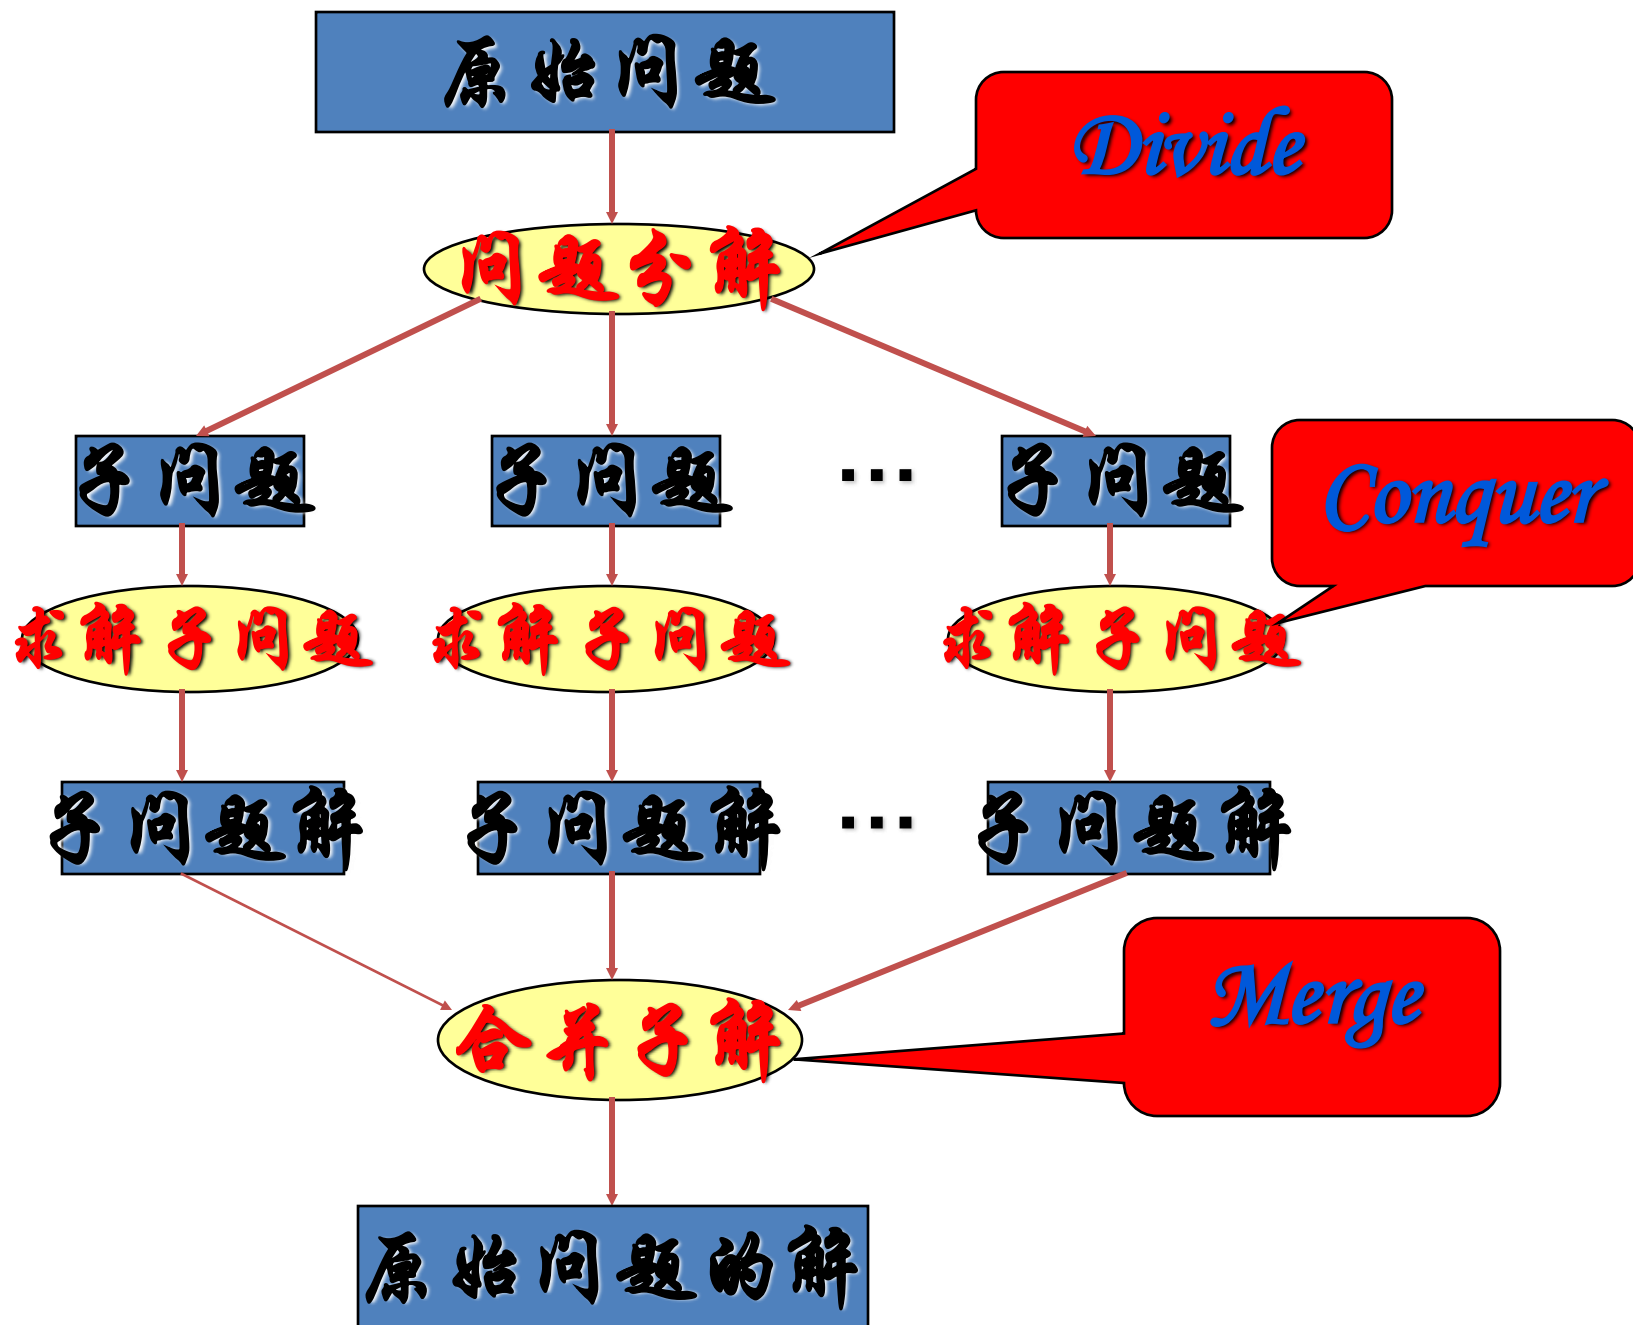 原始问题
Divide
问题分解
子问题 子问题 ... 子问题
Conquer
求解子问题 求解子问题 求解子问题
子问题解 子问题解 ... 子问题解
Merge
合并子解
原始问题的解